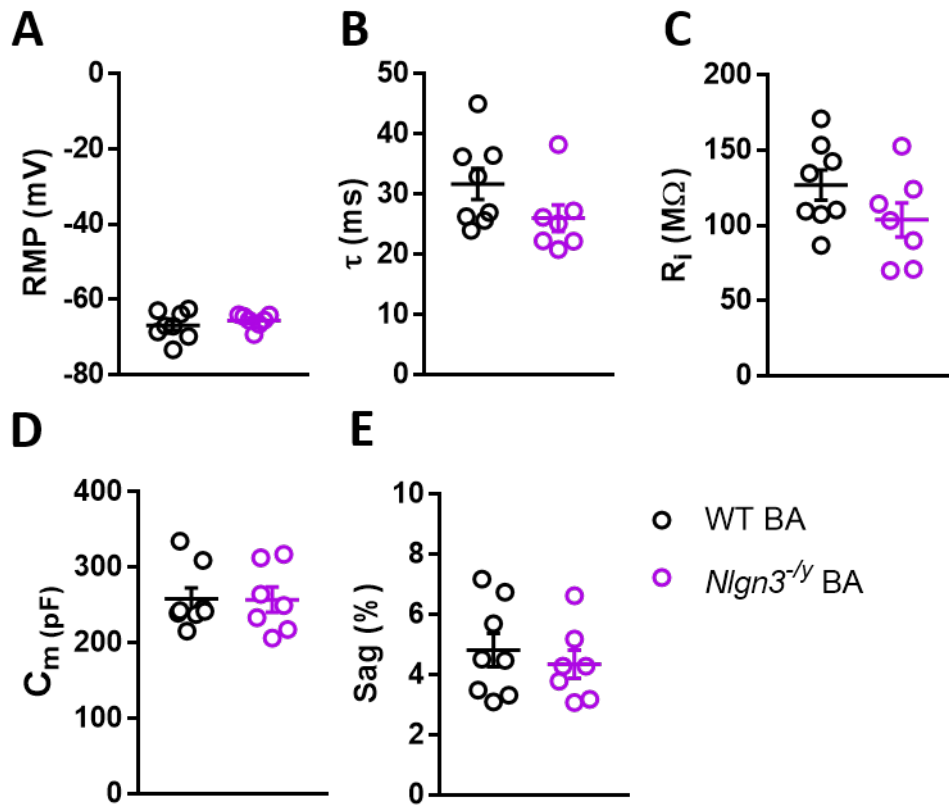 A
RMP (mV)
0
-20
-40
-60
-80
B
τ (ms)
50
40
30
20
10
0
C
Ri (MΩ)
200
150
100
50
0
D
Cm (pF)
400
300
200
100
0
E
Sag (%)
10
8
6
4
2
0
WT BA
Nlgn3-/y BA